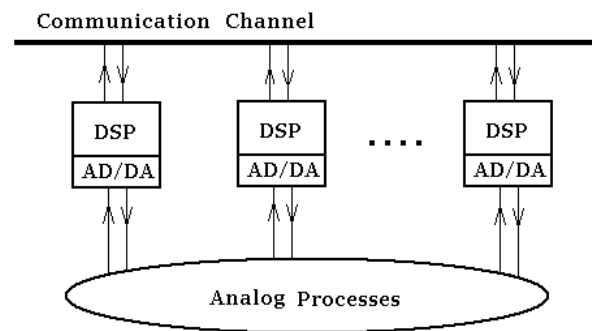 Communication Channel
DSP
AD/DA
DSP
AD/DA
....
DSP
AD/DA
Analog Processes